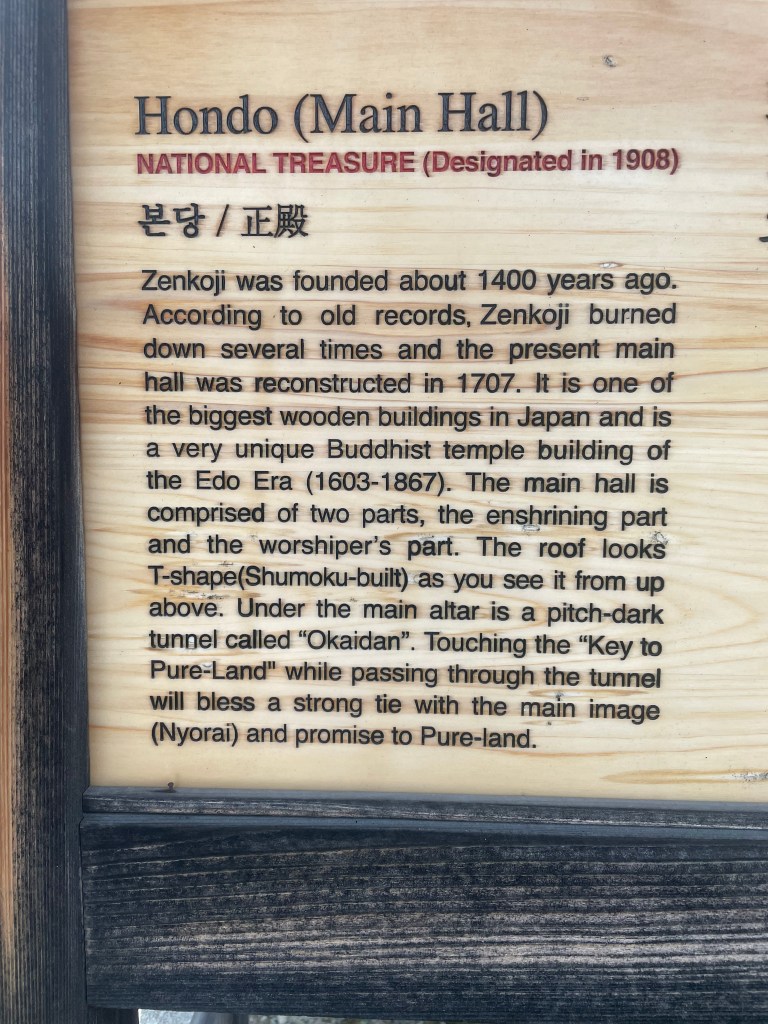 Hondo (Main Hall)
NATIONAL TREASURE (Designated in 1908)
본당 / 正殿
Zenkoji was founded about 1400 years ago.
According to old records, Zenkoji burned
down several times and the present main
hall was reconstructed in 1707. It is one of
the biggest wooden buildings in Japan and is
a very unique Buddhist temple building of
the Edo Era (1603-1867). The main hall is
comprised of two parts, the enshrining part
and the worshiper's part. The roof looks
T-shape(Shumoku-built) as you see it from up
above. Under the main altar is a pitch-dark
tunnel called “Okaidan”. Touching the “Key to
Pure-Land" while passing through the tunnel
will bless a strong tie with the main image
(Nyorai) and promise to Pure-land.